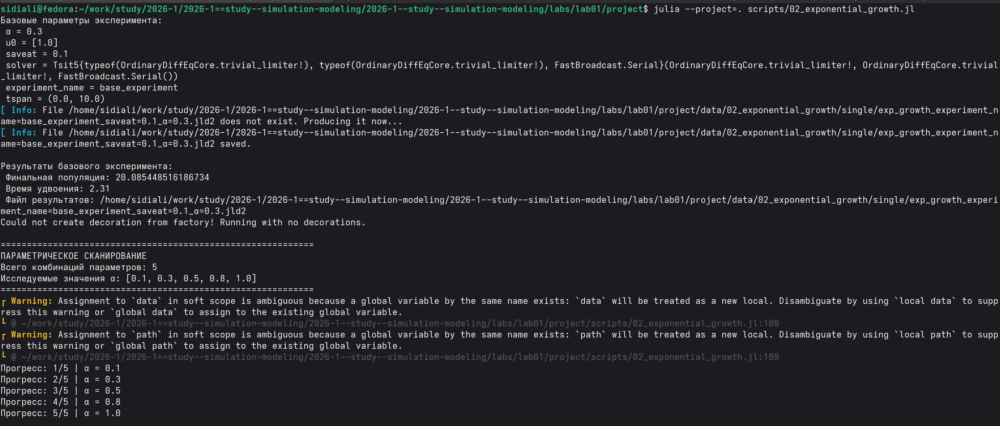 sidiali@fedora:~/work/study/2026-1/2026-1==study--simulation-modeling/2026-1--study--simulation-modeling/labs/lab01/project$ julia --project=. scripts/02_exponential_growth.jl
Базовые параметры эксперимента:
 α = 0.3
 u0 = [1.0]
 saveat = 0.1
 solver = Tsit5{typeof(OrdinaryDiffEqCore.trivial_limiter!), typeof(OrdinaryDiffEqCore.trivial_limiter!), FastBroadcast.Serial}(OrdinaryDiffEqCore.trivial_limiter!, OrdinaryDiffEqCore.trivial
_limiter!, FastBroadcast.Serial())
 experiment_name = base_experiment
 tspan = (0.0, 10.0)
[ Info: File /home/sidiali/work/study/2026-1/2026-1==study--simulation-modeling/2026-1--study--simulation-modeling/labs/lab01/project/data/02_exponential_growth/single/exp_growth_experiment_n
ame=base_experiment_saveat=0.1_α=0.3.jld2 does not exist. Producing it now...
[ Info: File /home/sidiali/work/study/2026-1/2026-1==study--simulation-modeling/2026-1--study--simulation-modeling/labs/lab01/project/data/02_exponential_growth/single/exp_growth_experiment_n
ame=base_experiment_saveat=0.1_α=0.3.jld2 saved.

Результаты базового эксперимента:
 Финальная популяция: 20.085448516186734
 Время удвоения: 2.31
 Файл результатов: /home/sidiali/work/study/2026-1/2026-1==study--simulation-modeling/2026-1--study--simulation-modeling/labs/lab01/project/data/02_exponential_growth/single/exp_growth_experi
ment_name=base_experiment_saveat=0.1_α=0.3.jld2
Could not create decoration from factory! Running with no decorations.

============================================================
ПАРАМЕТРИЧЕСКОЕ СКАНИРОВАНИЕ
Всего комбинаций параметров: 5
Исследуемые значения α: [0.1, 0.3, 0.5, 0.8, 1.0]
============================================================
┌ Warning: Assignment to `data` in soft scope is ambiguous because a global variable by the same name exists: `data` will be treated as a new local. Disambiguate by using `local data` to supp
ress this warning or `global data` to assign to the existing global variable.
└ @ ~/work/study/2026-1/2026-1==study--simulation-modeling/2026-1--study--simulation-modeling/labs/lab01/project/scripts/02_exponential_growth.jl:109
┌ Warning: Assignment to `path` in soft scope is ambiguous because a global variable by the same name exists: `path` will be treated as a new local. Disambiguate by using `local path` to supp
ress this warning or `global path` to assign to the existing global variable.
└ @ ~/work/study/2026-1/2026-1==study--simulation-modeling/2026-1--study--simulation-modeling/labs/lab01/project/scripts/02_exponential_growth.jl:109
Прогресс: 1/5 | α = 0.1
Прогресс: 2/5 | α = 0.3
Прогресс: 3/5 | α = 0.5
Прогресс: 4/5 | α = 0.8
Прогресс: 5/5 | α = 1.0